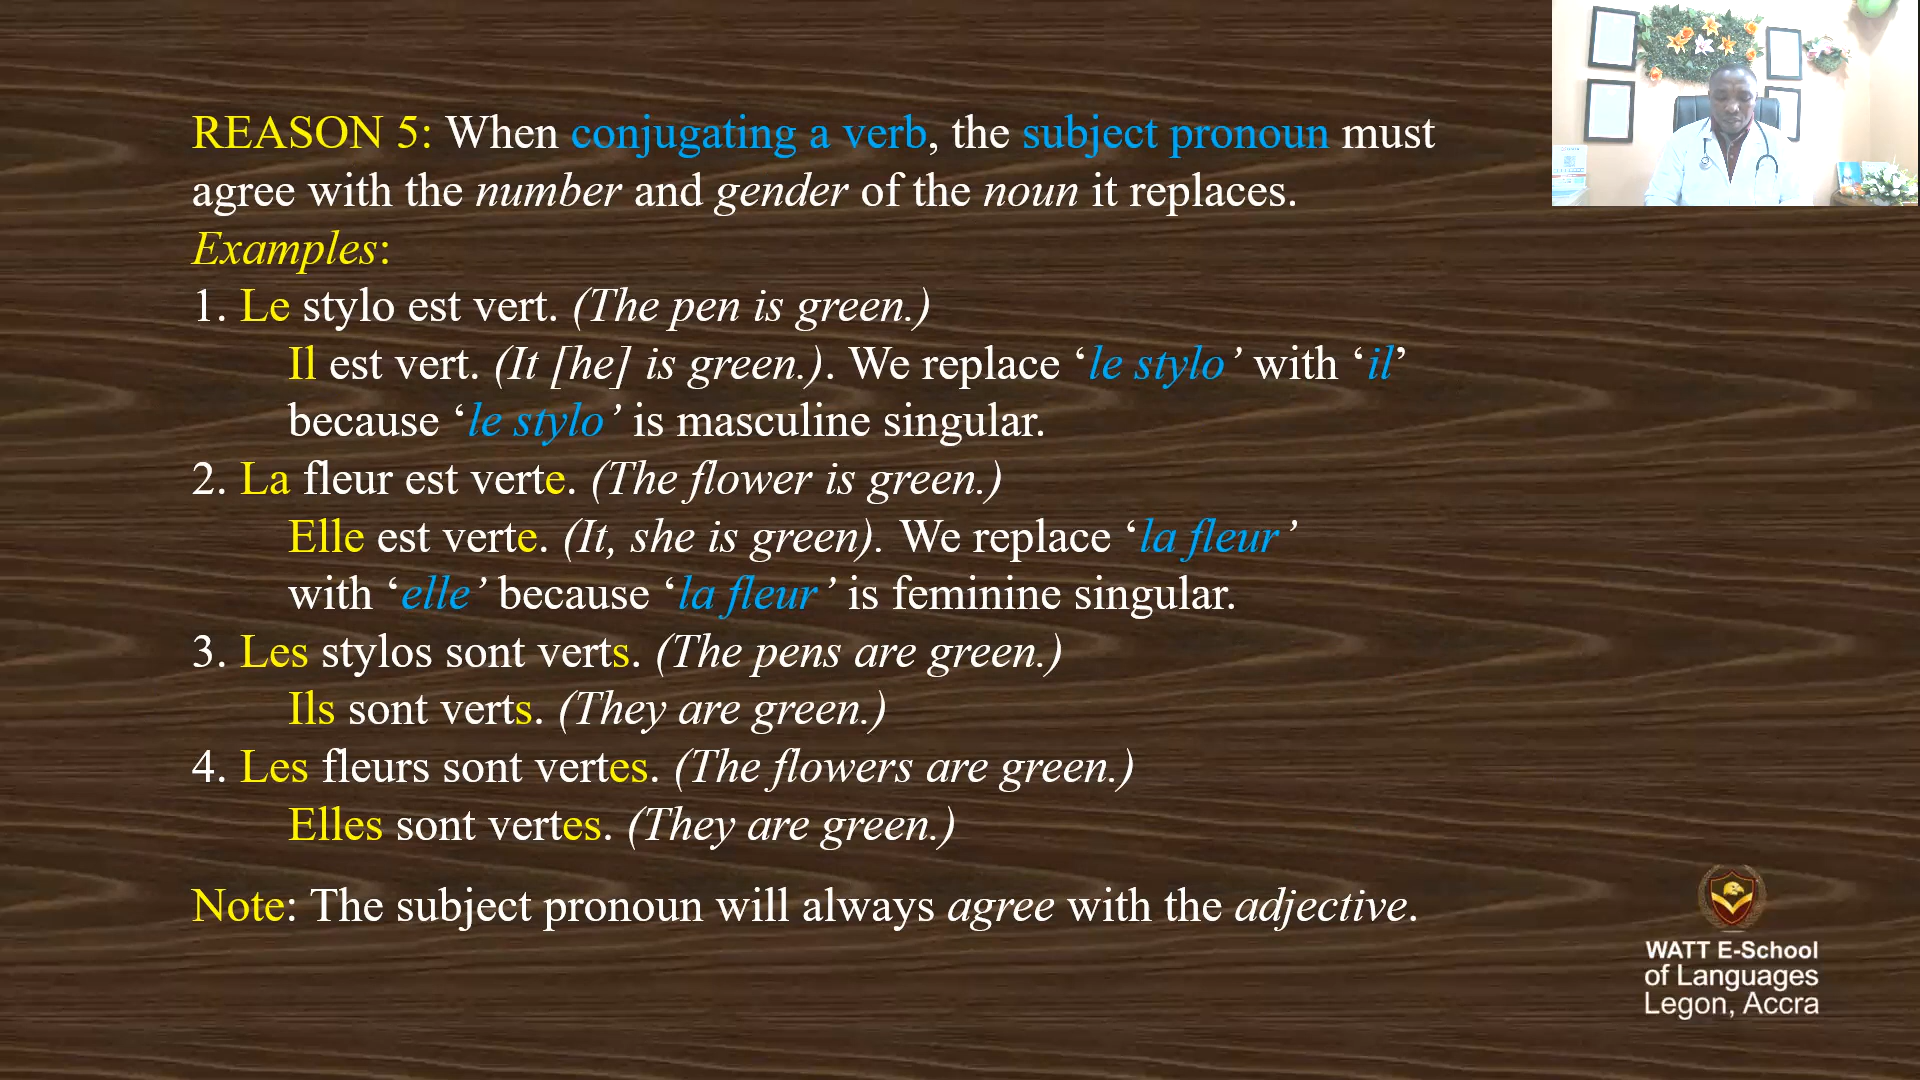 REASON 5: When conjugating a verb, the subject pronoun must
agree with the number and gender of the noun it replaces.
Examples:
1. Le stylo est vert. (The pen is green.)
Il est vert. (It [he] is green.). We replace ‘le stylo’ with ‘il’
because ‘le stylo’ is masculine singular.
2. La fleur est verte. (The flower is green.)
Elle est verte. (It, she is green). We replace ‘la fleur’
with ‘elle’ because ‘la fleur’ is feminine singular.
3. Les stylos sont verts. (The pens are green.)
Ils sont verts. (They are green.)
4. Les fleurs sont vertes. (The flowers are green.)
Elles sont vertes. (They are green.)
Note: The subject pronoun will always agree with the adjective.
WATT E-School
of Languages
Legon, Accra